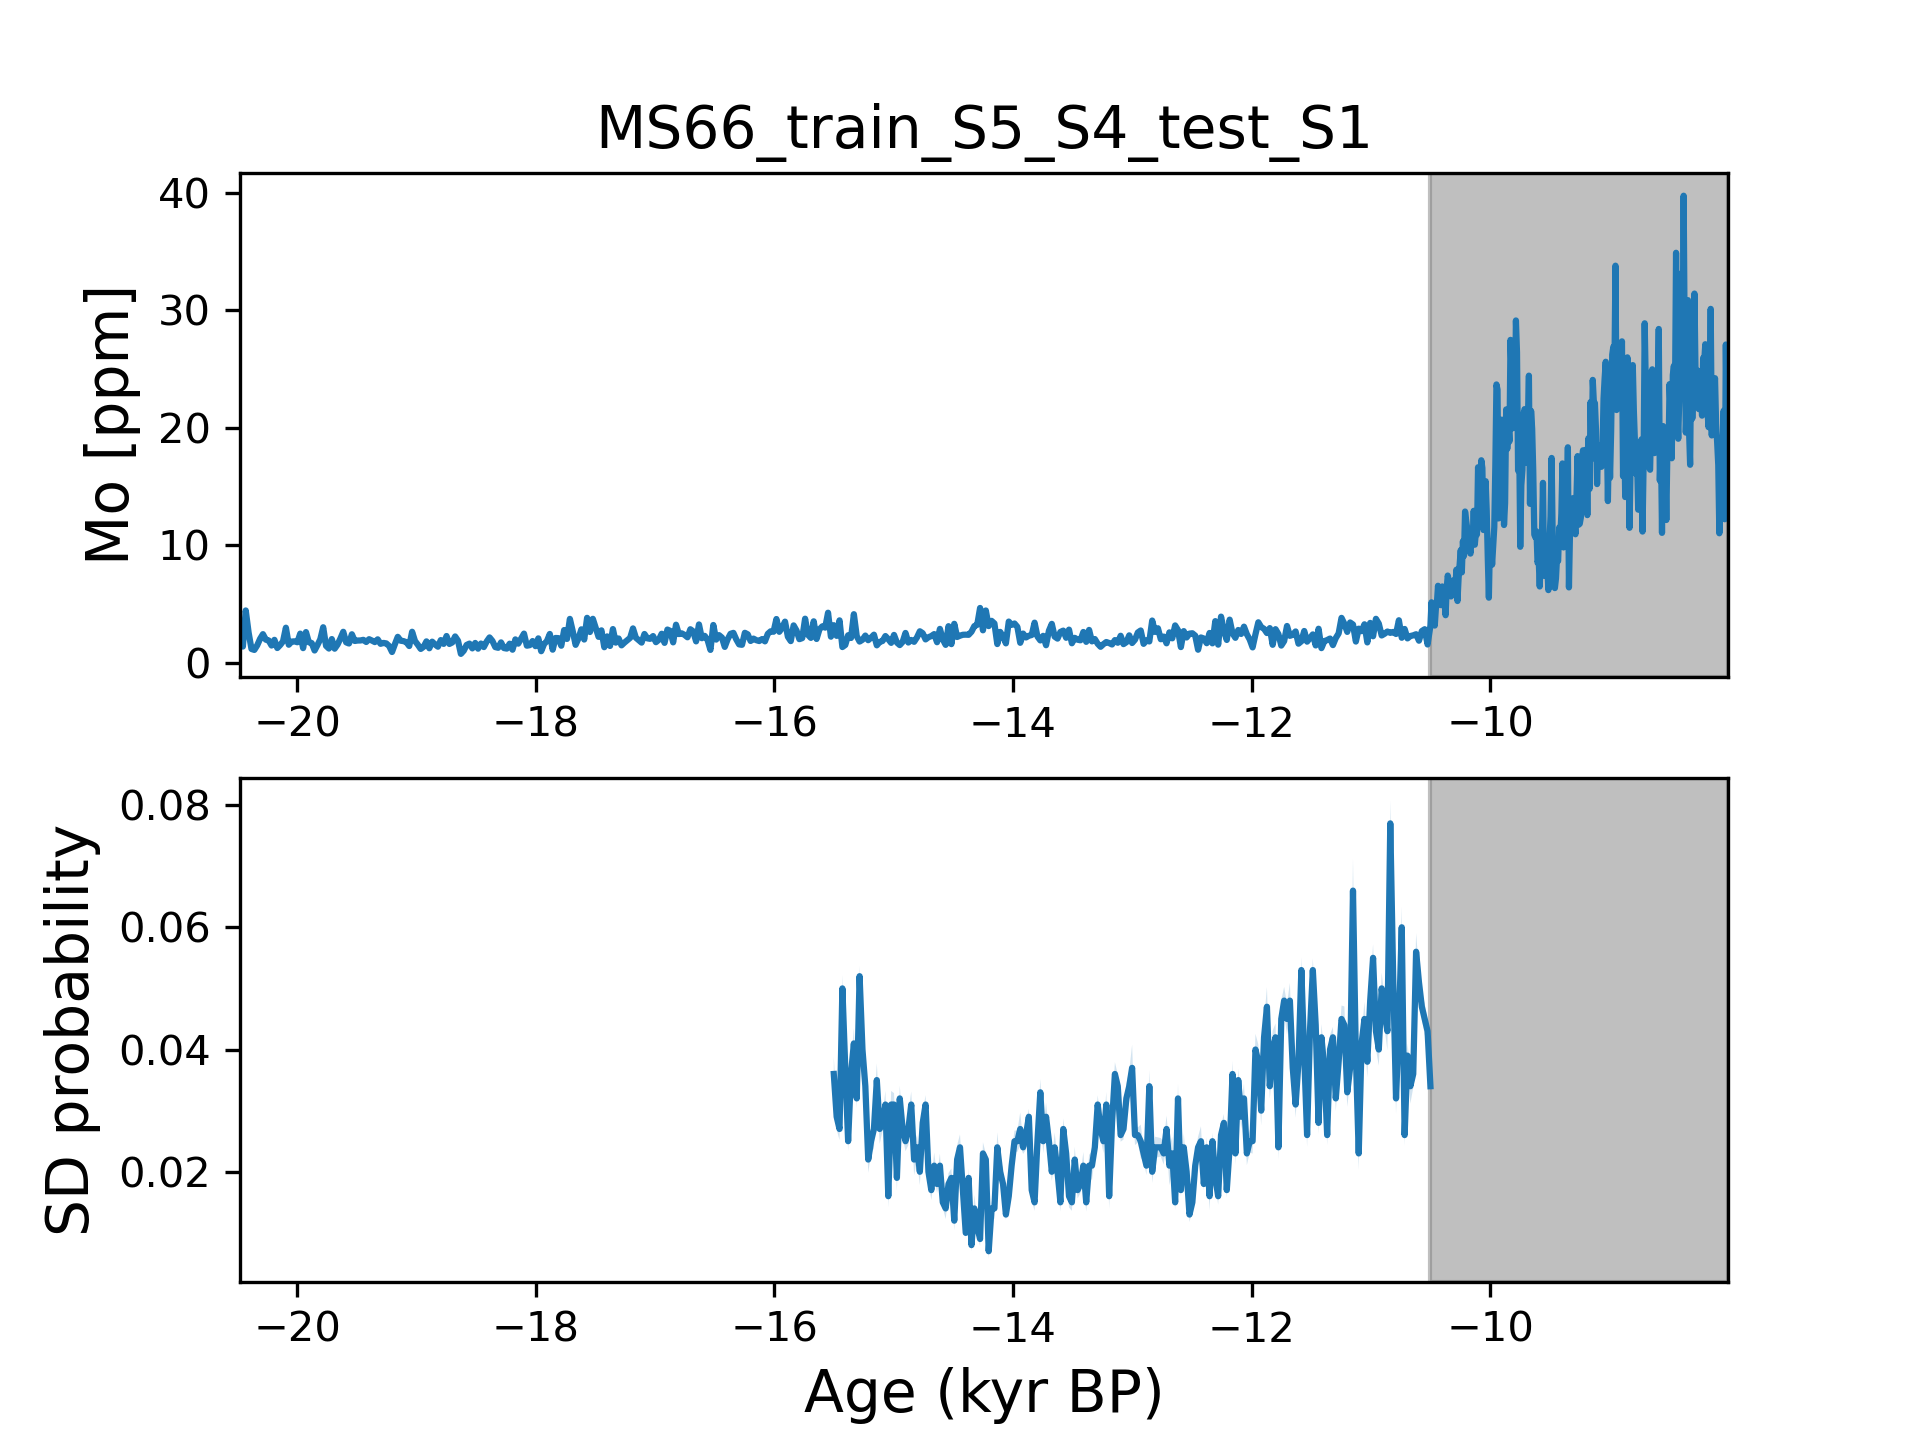 MS66_train_S5_S4_test_S1
Mo [ppm]
40
30
20
10
0
−20 −18 −16 −14 −12 −10
SD probability
0.08
0.06
0.04
0.02
−20 −18 −16 −14 −12 −10
Age (kyr BP)